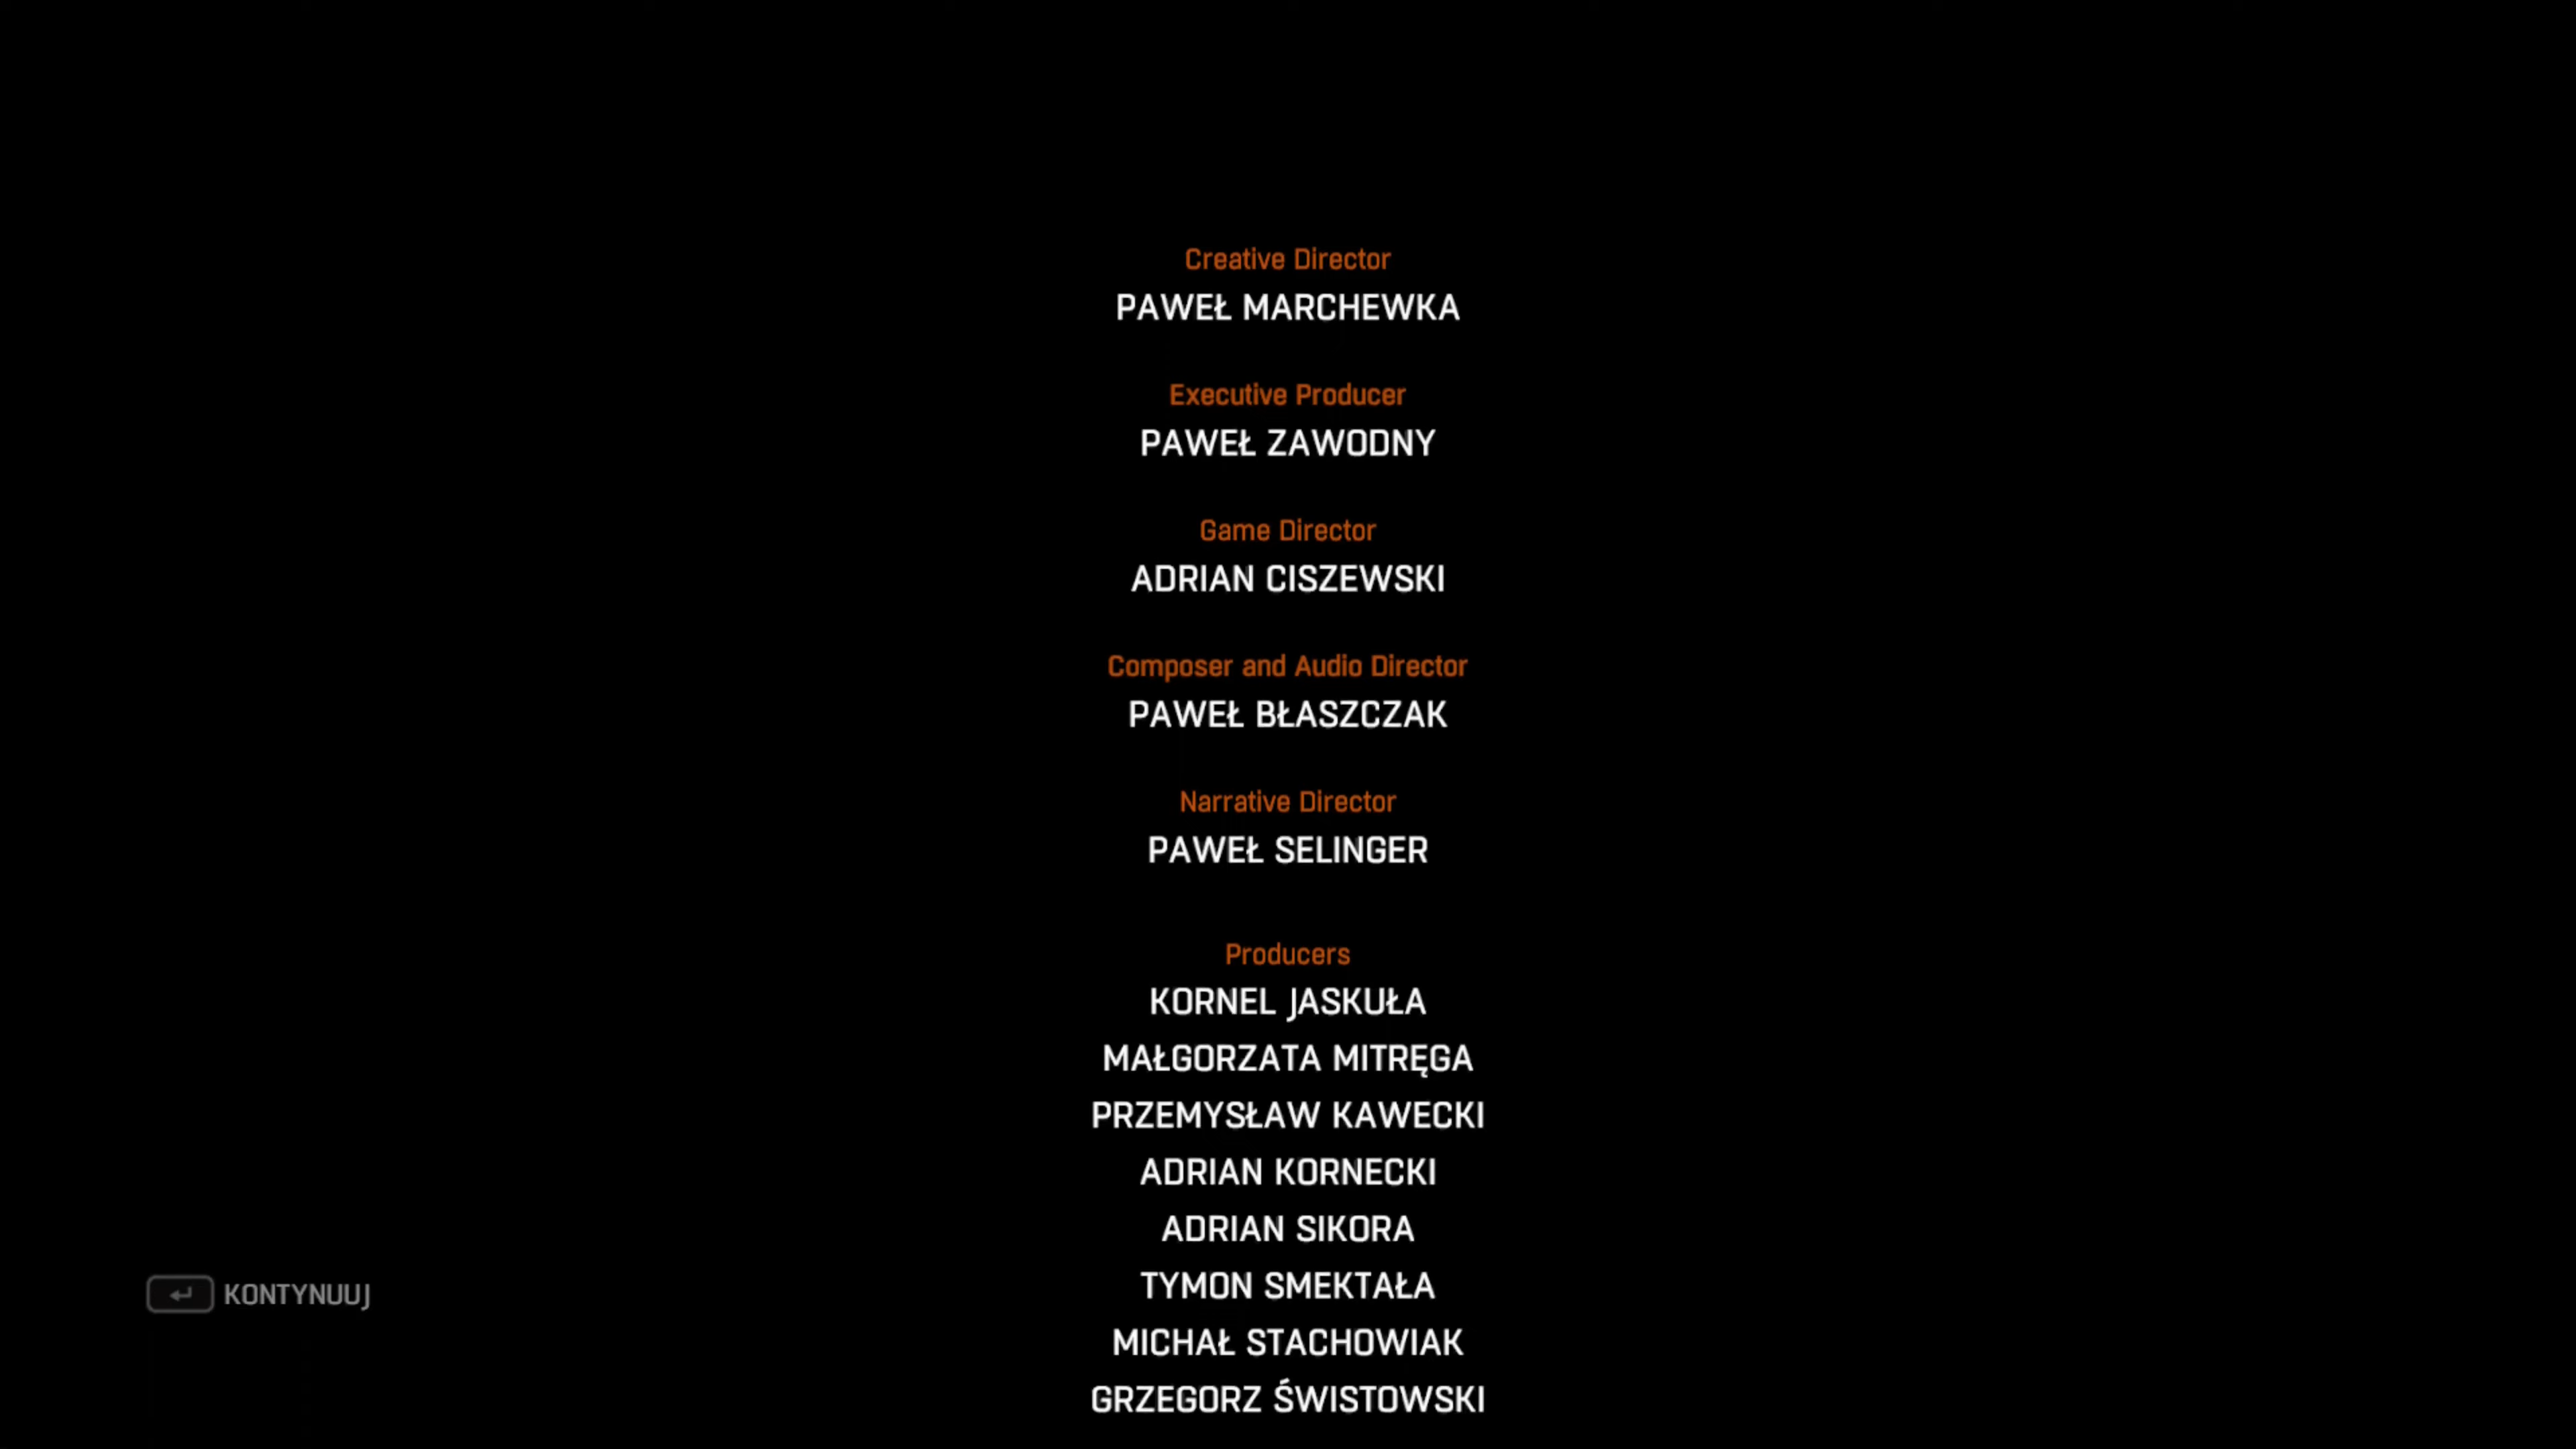 Creative Director
PAWEŁ MARCHEWKA
Executive Producer
PAWEŁ ZAWODNY
Game Director
ADRIAN CISZEWSKI
Composer and Audio Director
PAWEŁ BŁASZCZAK
Narrative Director
PAWEŁ SELINGER
Producers
KORNEL JASKUŁA
MAŁGORZATA MITRĘGA
PRZEMYSŁAW KAWECKI
ADRIAN KORNECKI
ADRIAN SIKORA
TYMON SMEKTAŁA
MICHAŁ STACHOWIAK
GRZEGORZ ŚWISTOWSKI
KONTYNUUJ